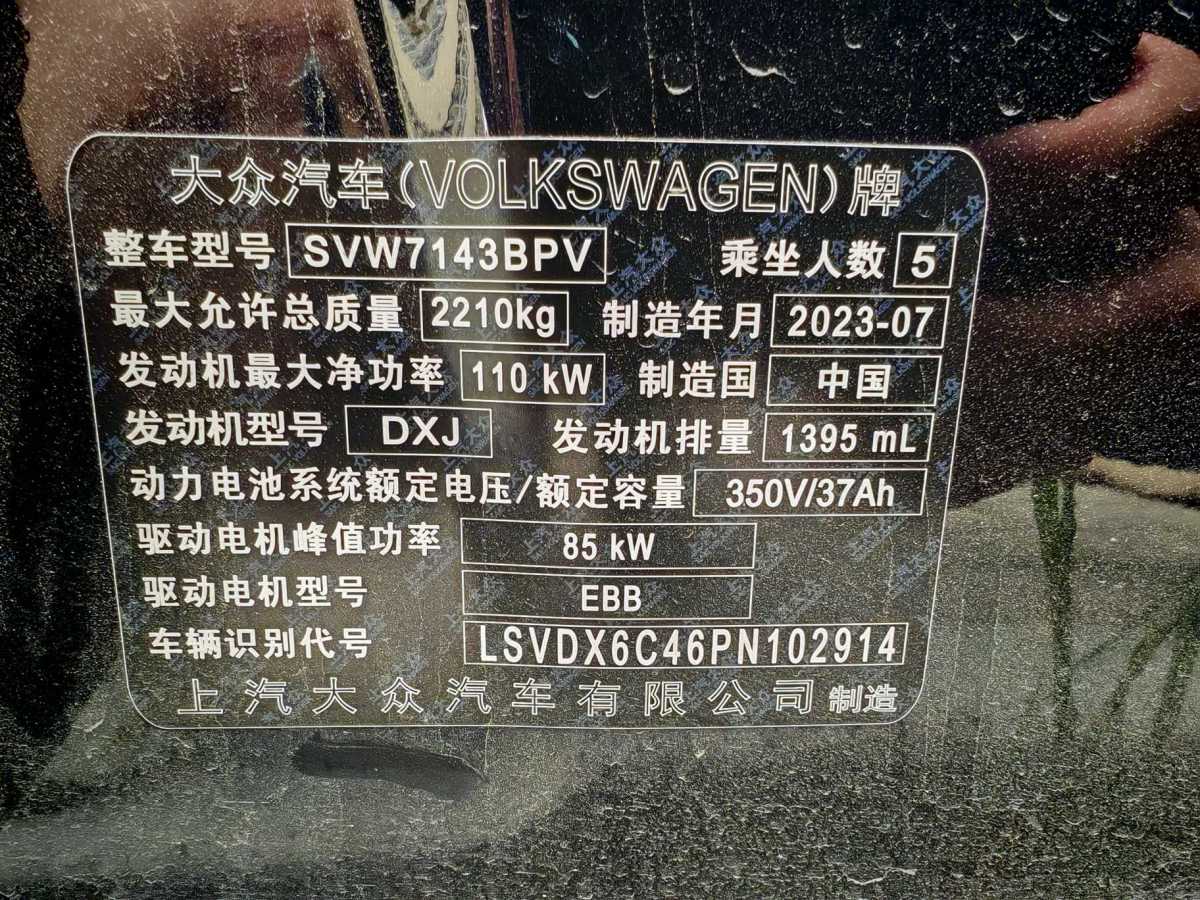 大众汽车(VOLKSWAGEN)牌
整车型号 SVW7143BPV 乘坐人数 5
最大允许总质量 2210kg 制造年月 2023-07
发动机最大净功率 110 kW 制造国 中国
发动机型号 DXJ 发动机排量 1395 mL
动力电池系统额定电压/额定容量 350V/37Ah
驱动电机峰值功率 85 kW
驱动电机型号 EBB
车辆识别代号 LSVDX6C46PN102914
上汽大众汽车有限公司 制造